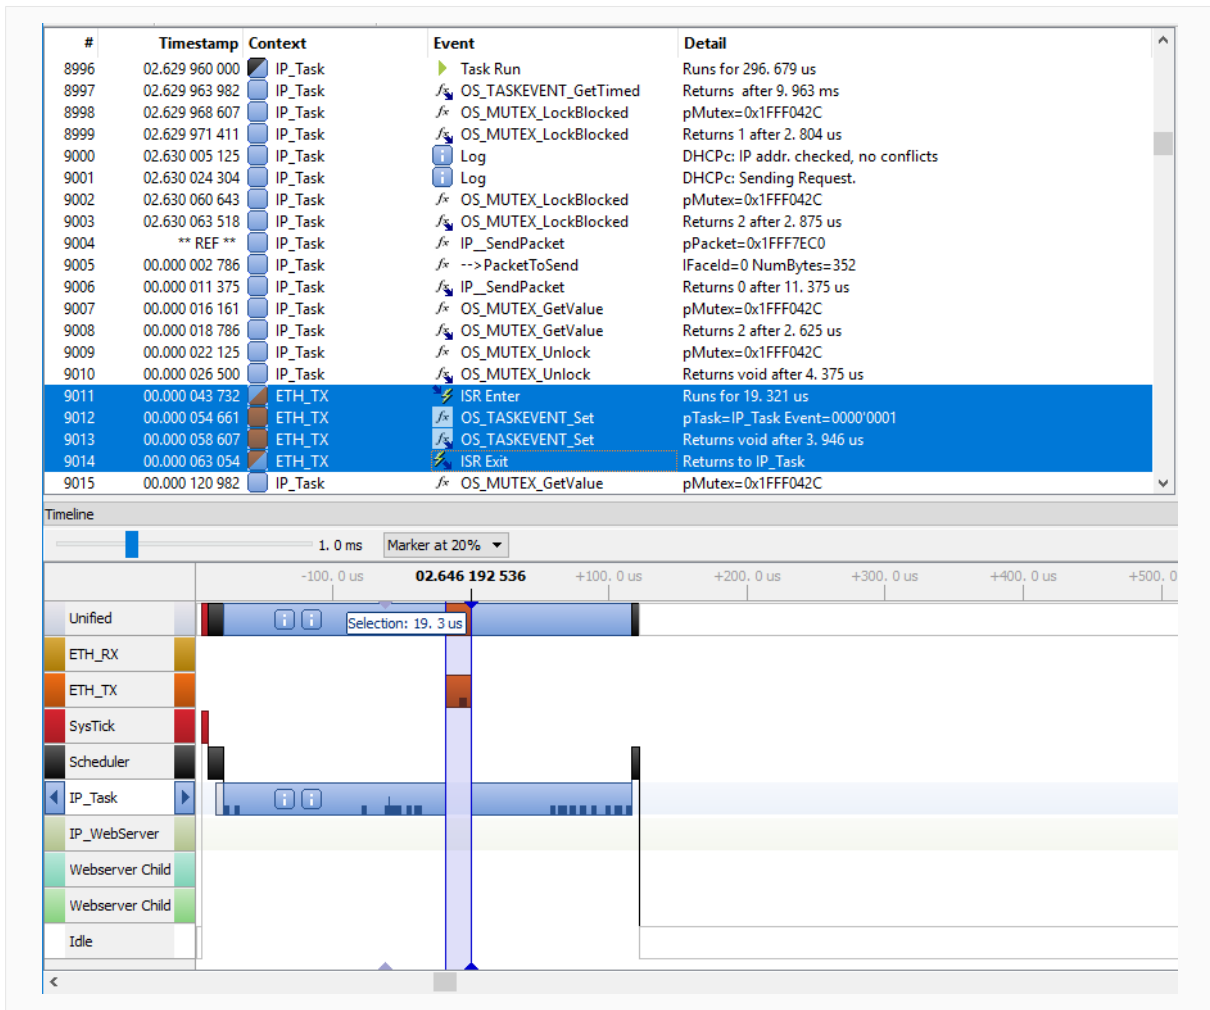 # Timestamp Context Event Detail
8996 02.629 960 000 IP_Task Task Run Runs for 296. 679 us
8997 02.629 963 982 IP_Task OS_TASKEVENT_GetTimed Returns after 9. 963 ms
8998 02.629 968 607 IP_Task OS_MUTEX_LockBlocked pMutex=0x1FFF042C
8999 02.629 971 411 IP_Task OS_MUTEX_LockBlocked Returns 1 after 2. 804 us
9000 02.630 005 125 IP_Task Log DHCPc: IP addr. checked, no conflicts
9001 02.630 024 304 IP_Task Log DHCPc: Sending Request.
9002 02.630 060 643 IP_Task OS_MUTEX_LockBlocked pMutex=0x1FFF042C
9003 02.630 063 518 IP_Task OS_MUTEX_LockBlocked Returns 2 after 2. 875 us
9004 ** REF ** IP_Task IP__SendPacket pPacket=0x1FFF7EC0
9005 00.000 002 786 IP_Task -->PacketToSend IFaceId=0 NumBytes=352
9006 00.000 011 375 IP_Task IP__SendPacket Returns 0 after 11. 375 us
9007 00.000 016 161 IP_Task OS_MUTEX_GetValue pMutex=0x1FFF042C
9008 00.000 018 786 IP_Task OS_MUTEX_GetValue Returns 2 after 2. 625 us
9009 00.000 022 125 IP_Task OS_MUTEX_Unlock pMutex=0x1FFF042C
9010 00.000 026 500 IP_Task OS_MUTEX_Unlock Returns void after 4. 375 us
9011 00.000 043 732 ETH_TX ISR Enter Runs for 19. 321 us
9012 00.000 054 661 ETH_TX OS_TASKEVENT_Set pTask=IP_Task Event=0000'0001
9013 00.000 058 607 ETH_TX OS_TASKEVENT_Set Returns void after 3. 946 us
9014 00.000 063 054 ETH_TX ISR Exit Returns to IP_Task
9015 00.000 120 982 IP_Task OS_MUTEX_GetValue pMutex=0x1FFF042C
Timeline
1. 0 ms Marker at 20%
-100. 0 us 02.646 192 536 +100. 0 us +200. 0 us +300. 0 us +400. 0 us +500. 0
Unified
Selection: 19. 3 us
ETH_RX
ETH_TX
SysTick
Scheduler
IP_Task
IP_WebServer
Webserver Child
Webserver Child
Idle